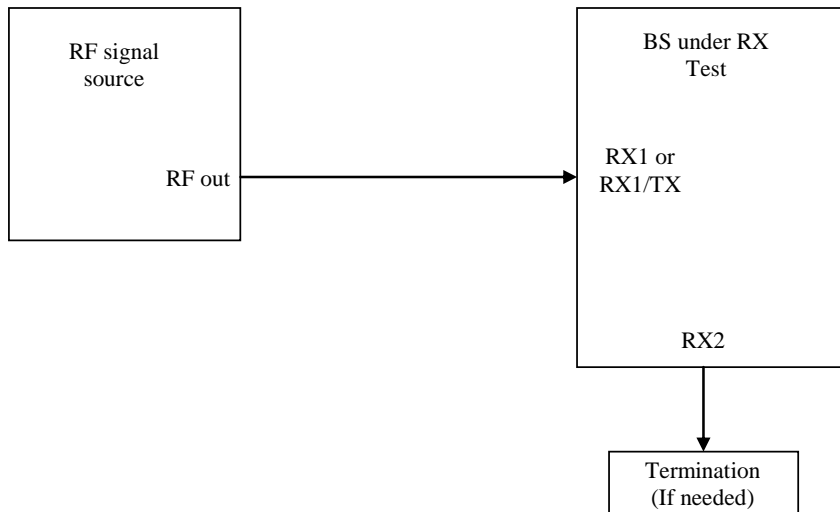 RF signal
source
RF out
BS under RX
Test
RX1 or
RX1/TX
RX2
Termination
(If needed)